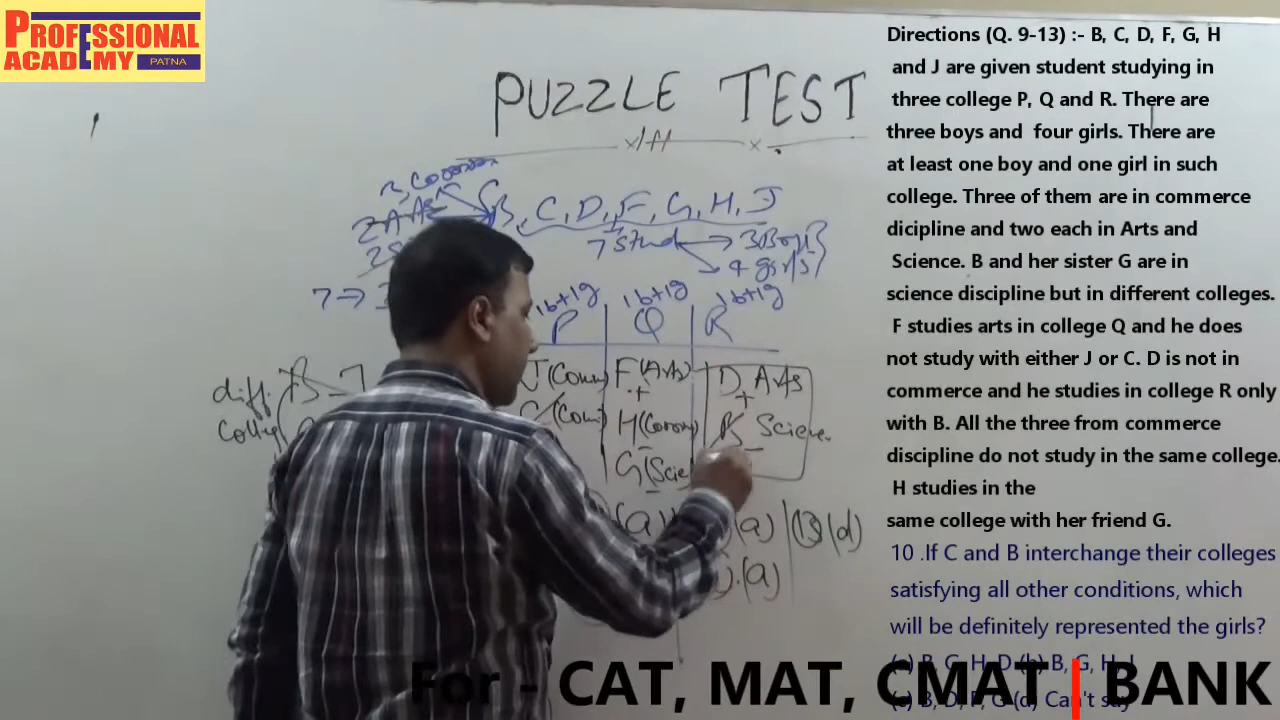 PROFESSIONAL
ACADEMY
PATNA
PUZZLE TEST
B, C, D, F, G, H, J
7 Stud → 3 Boys
4 girls
7 →
1b+1g 1b+1g 1b+1g
P Q R
J (Comm) F (Arts) D Arts
+ +
C (Com) H (Comm) B Science
G (Scie
diff.
(a) (a) (d)
(a)
Directions (Q. 9-13) :- B, C, D, F, G, H
and J are given student studying in
three college P, Q and R. There are
three boys and four girls. There are
at least one boy and one girl in such
college. Three of them are in commerce
dicipline and two each in Arts and
Science. B and her sister G are in
science discipline but in different colleges.
F studies arts in college Q and he does
not study with either J or C. D is not in
commerce and he studies in college R only
with B. All the three from commerce
discipline do not study in the same college.
H studies in the
same college with her friend G.
10 .If C and B interchange their colleges
satisfying all other conditions, which
will be definitely represented the girls?
For - CAT, MAT, CMAT | BANK